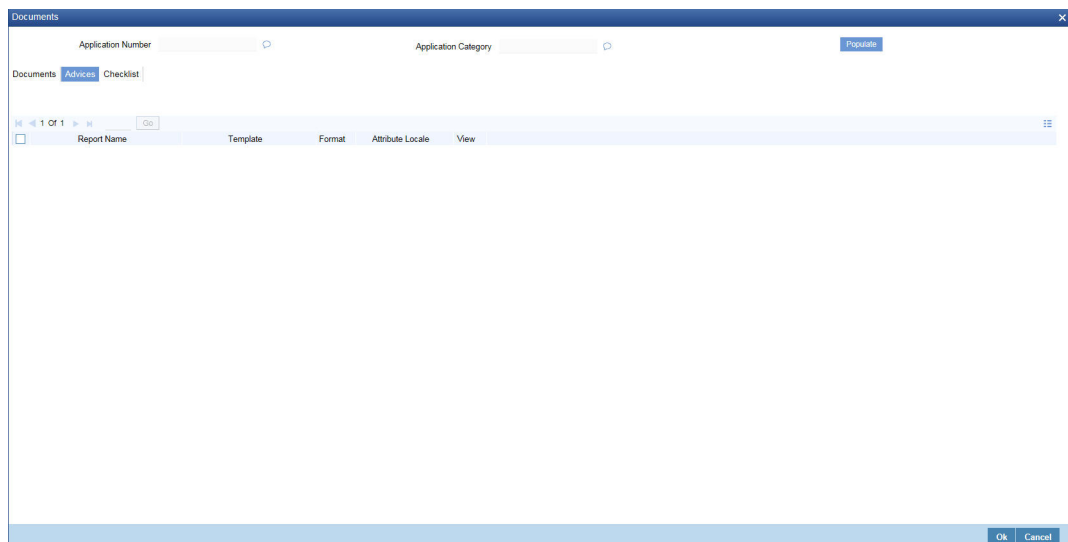 Documents
Application Number Application Category Populate
Documents Advices Checklist
1 Of 1 Go
Report Name Template Format Attribute Locale View
Ok Cancel